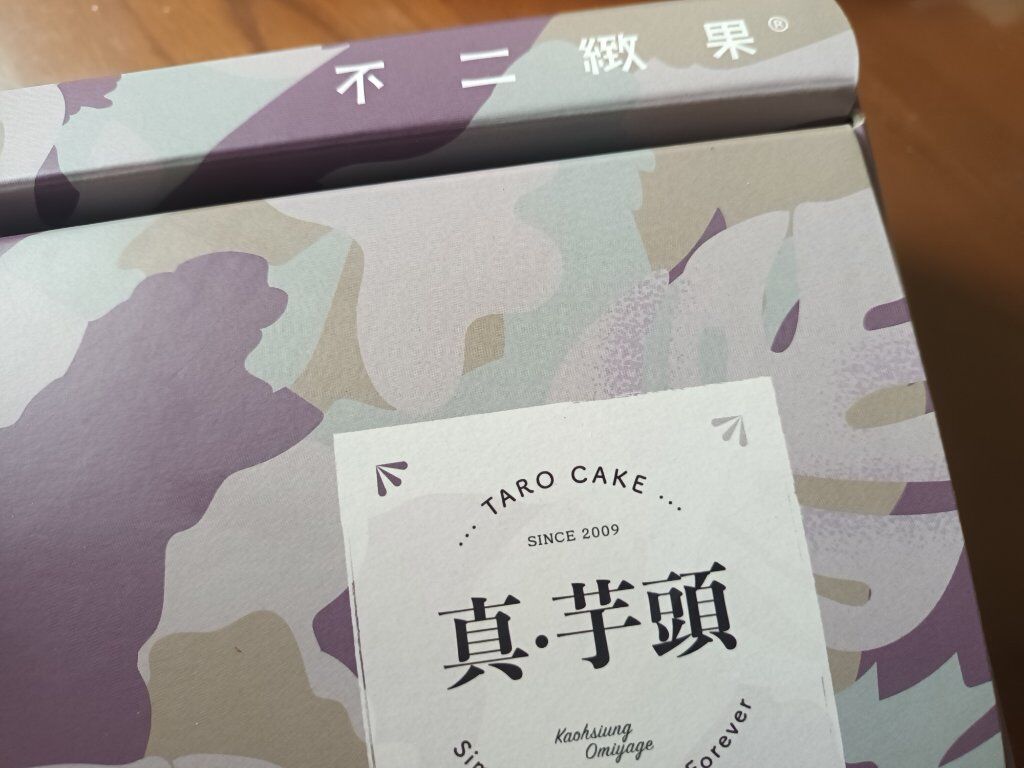 不二緻果®
··· TARO CAKE ···
SINCE 2009
真·芋頭
Kaohsiung
Omiyage
Forever